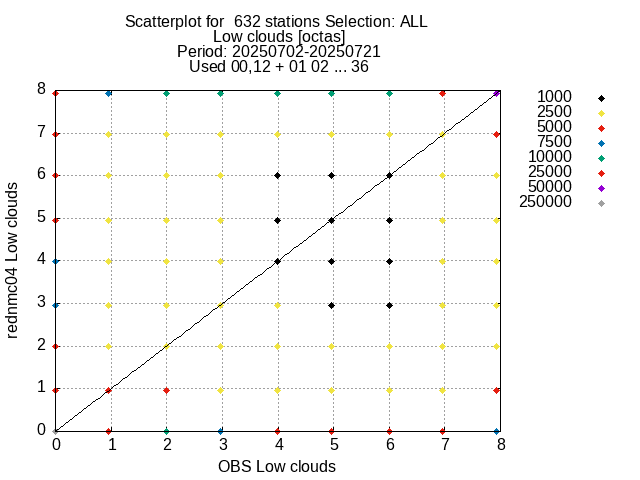 Scatterplot for  632 stations Selection: ALL
Low clouds [octas]
Period: 20250702-20250721
Used 00,12 + 01 02 ... 36
8
7
6
5
4
3
2
1
0
rednmc04 Low clouds
0 1 2 3 4 5 6 7 8
OBS Low clouds
1000
2500
5000
7500
10000
25000
50000
250000